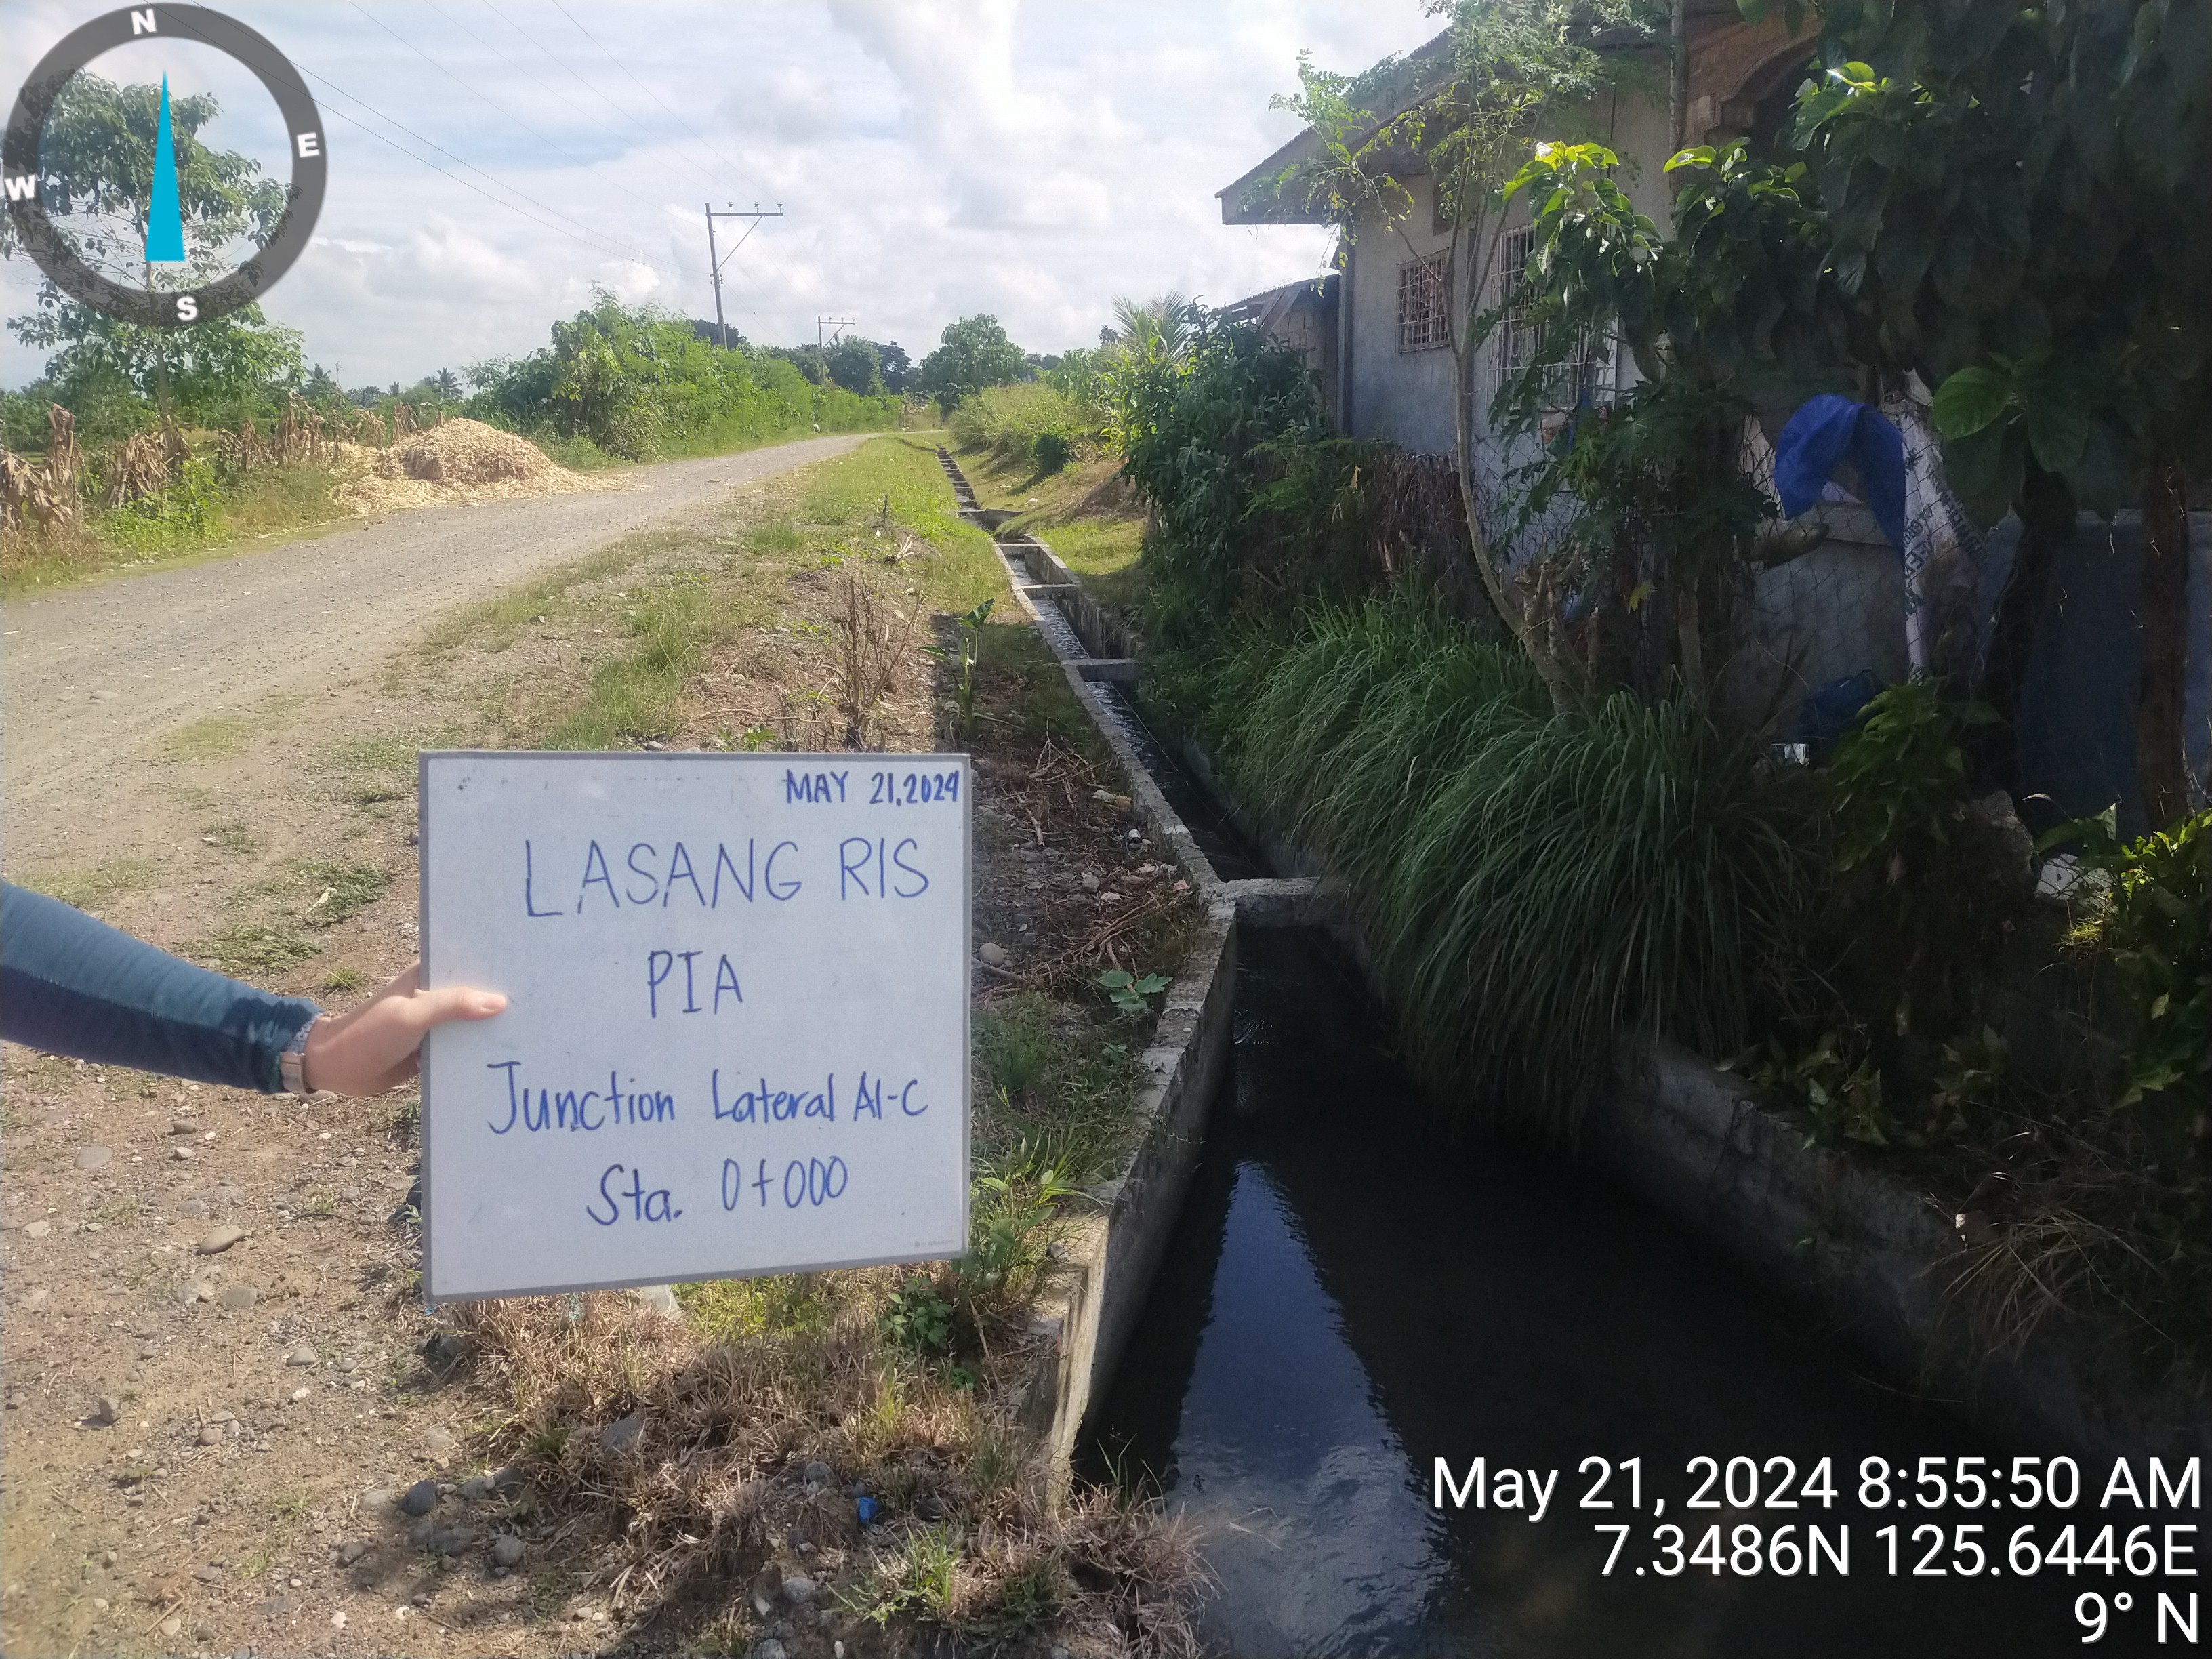 N
E
W
S
MAY 21, 2024
LASANG RIS
PIA
Junction Lateral A1-C
Sta. 0+000
May 21, 2024 8:55:50 AM
7.3486N 125.6446E
9° N